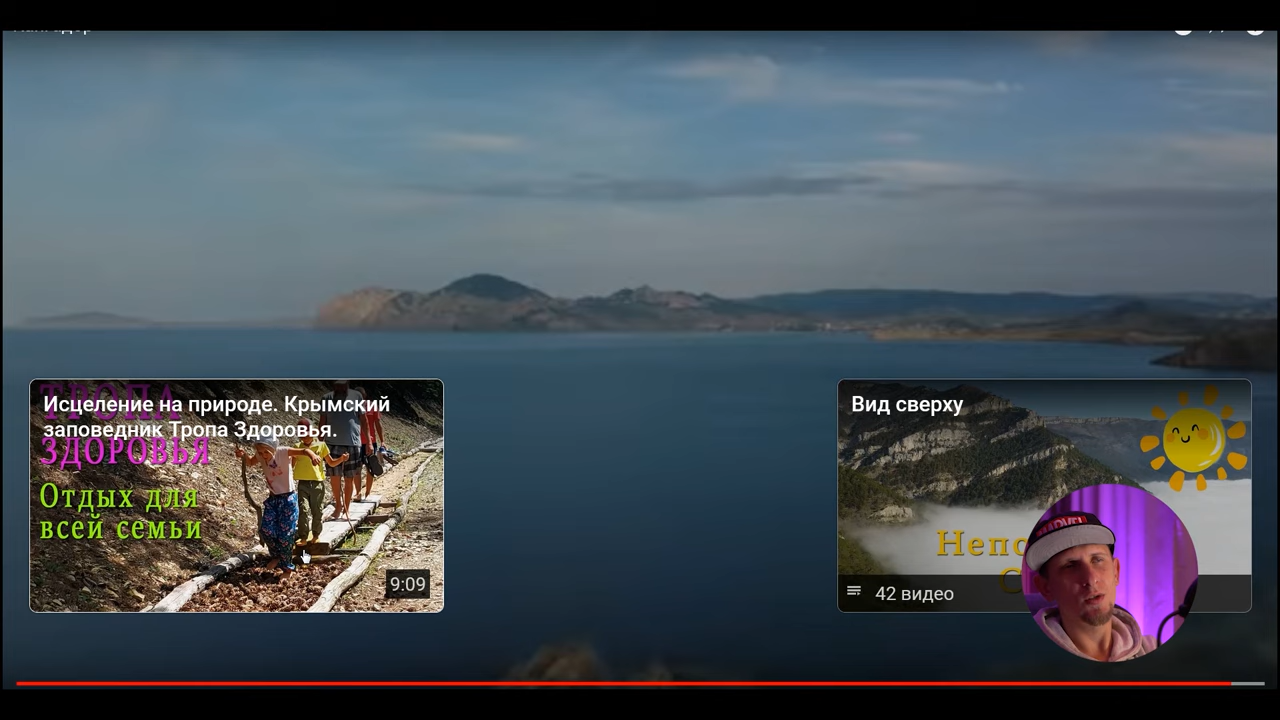 Исцеление на природе. Крымский
заповедник Тропа Здоровья.
ТРОПА
ЗДОРОВЬЯ
Отдых для
всей семьи
9:09
Вид сверху
42 видео
MARVEL